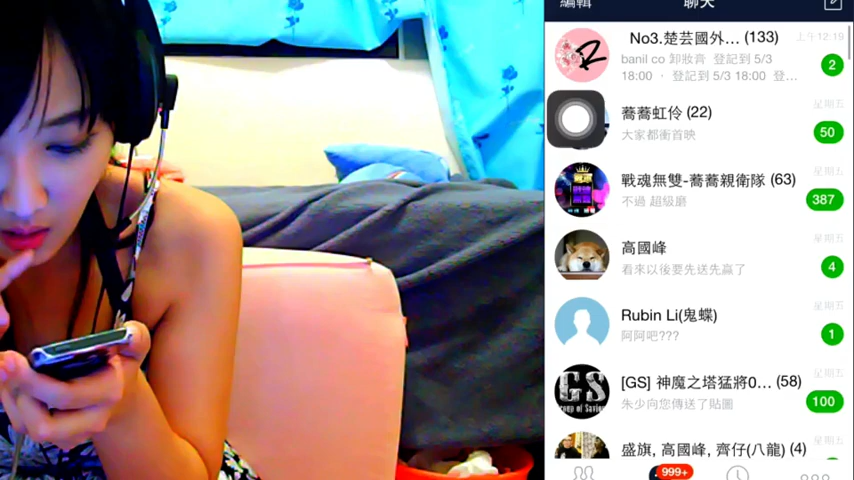 編輯
聊天
No3.楚芸國外... (133)
上午12:19
banil co 卸妝膏 登記到 5/3
18:00 , 登記到 5/3 18:00 登...
2
蕎蕎虹伶 (22)
星期五
大家都衝首映
50
戰魂無雙-蕎蕎親衛隊 (63)
星期五
不過 超級磨
387
高國峰
星期五
看來以後要先送先贏了
4
Rubin Li(鬼蝶)
星期五
阿阿吧???
1
[GS] 神魔之塔猛將0... (58)
星期五
朱少向您傳送了貼圖
100
GS
盛旗, 高國峰, 齊仔(八龍) (4)
星期五
999+